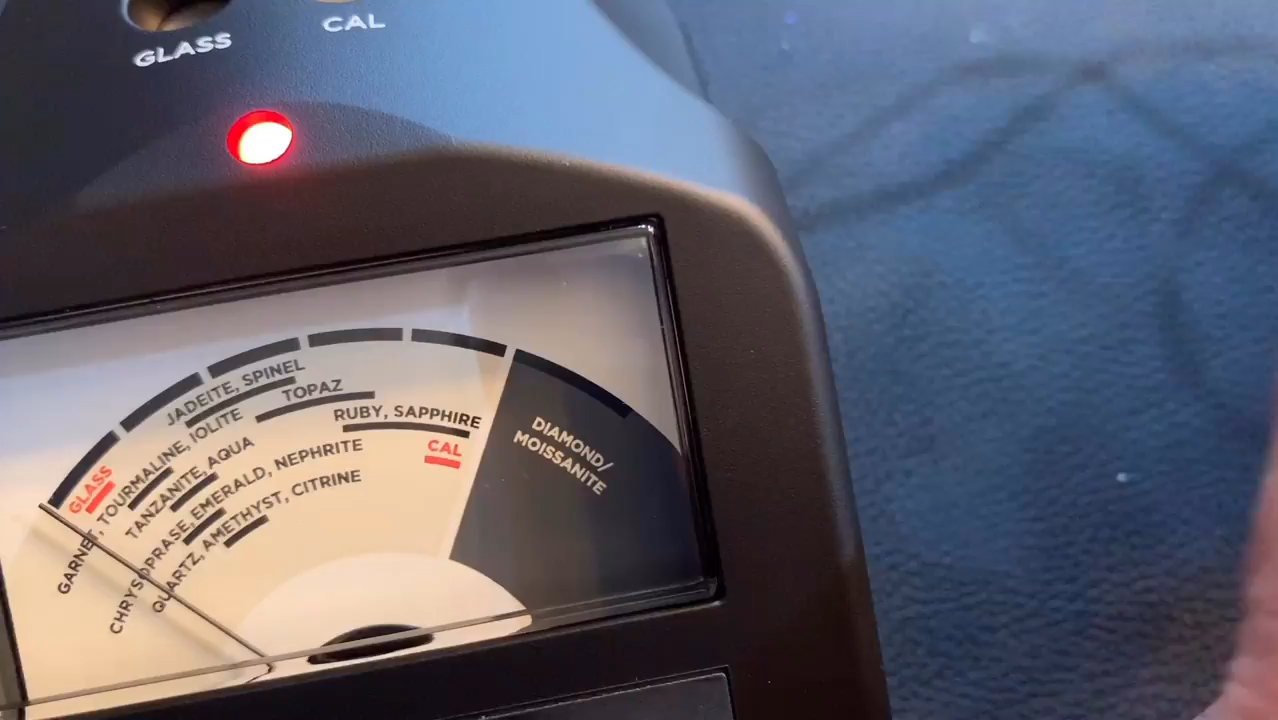 GLASS
CAL
JADEITE, SPINEL
TOPAZ
RUBY, SAPPHIRE
CAL
GLASS
GARNET, TOURMALINE, IOLITE
TANZANITE, AQUA
CHRYSOPRASE, EMERALD, NEPHRITE
QUARTZ, AMETHYST, CITRINE
DIAMOND/
MOISSANITE